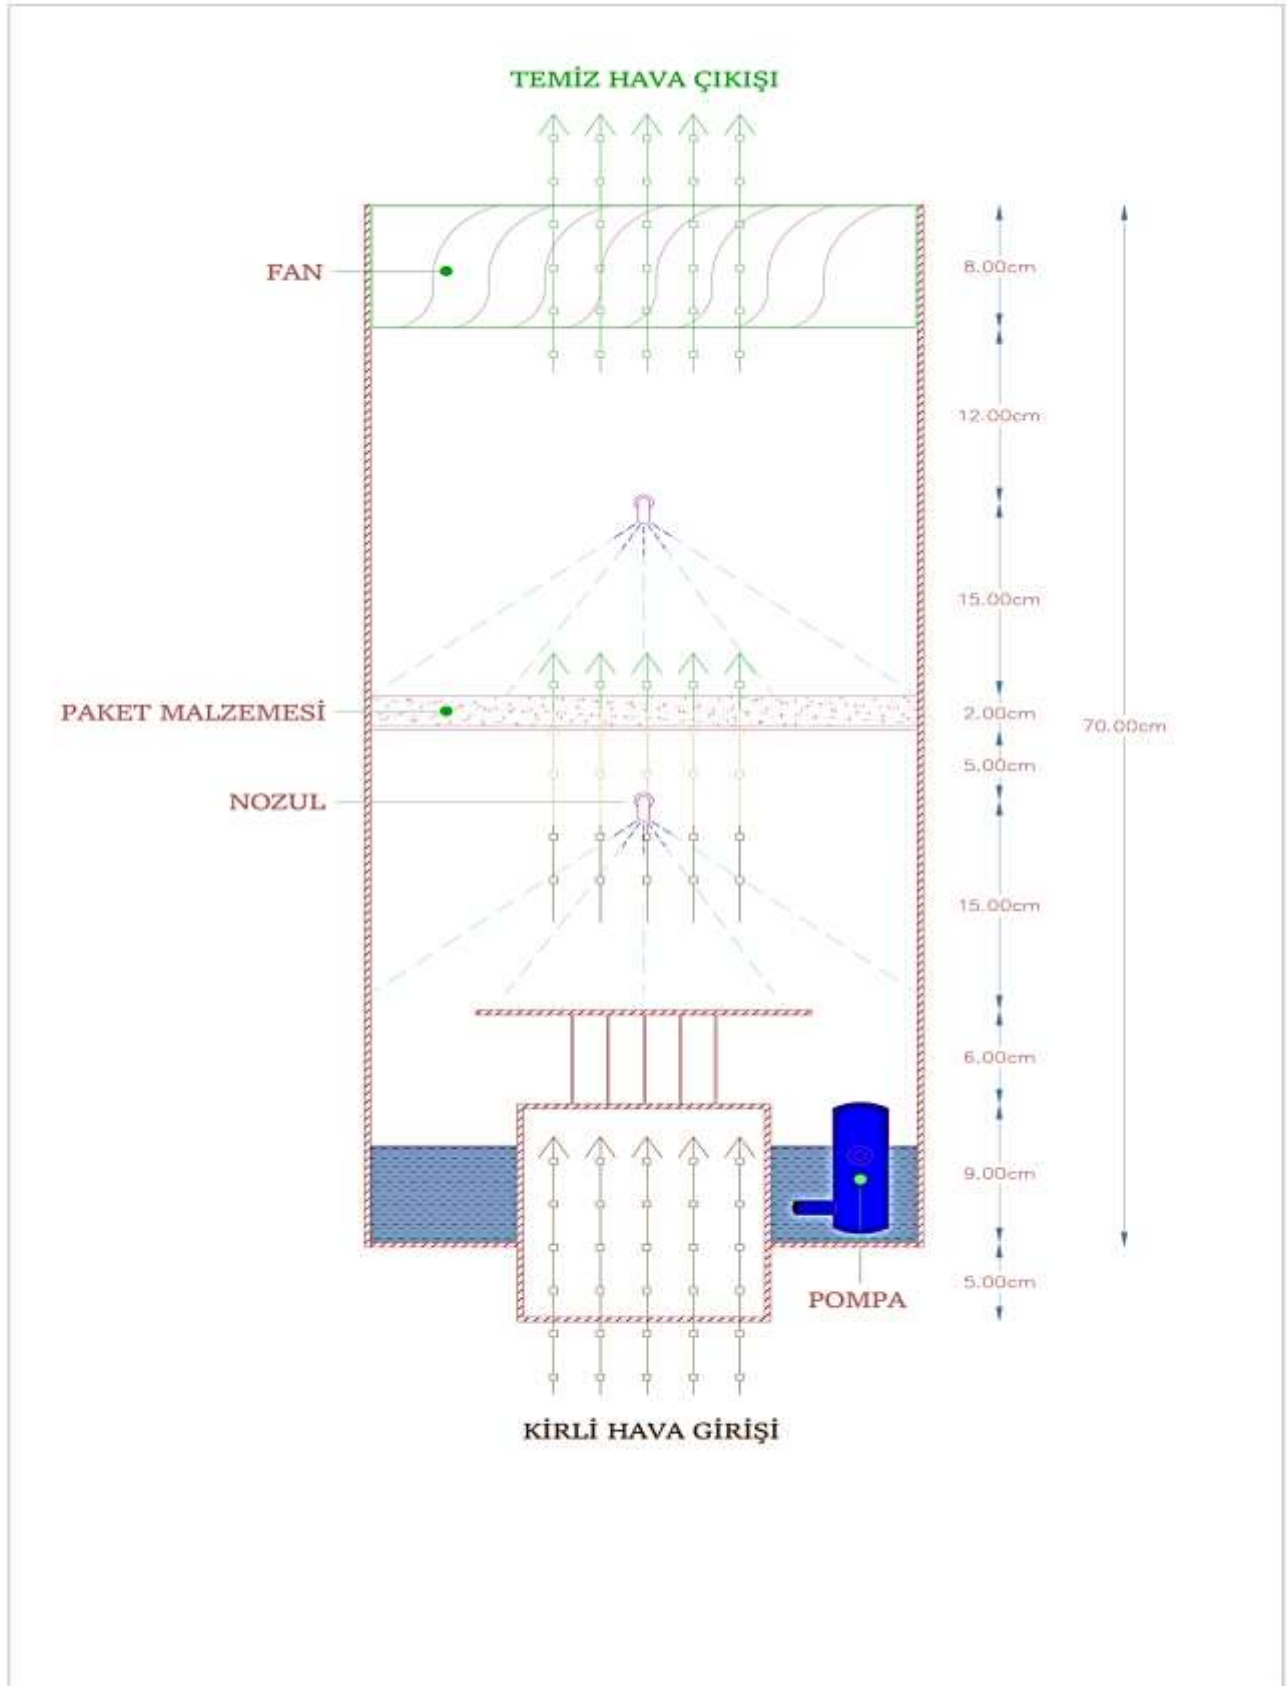 TEMİZ HAVA ÇIKIŞI
FAN
8.00cm
12.00cm
15.00cm
PAKET MALZEMESİ
2.00cm
70.00cm
5.00cm
NOZUL
15.00cm
6.00cm
9.00cm
5.00cm
POMPA
KİRLİ HAVA GİRİŞİ